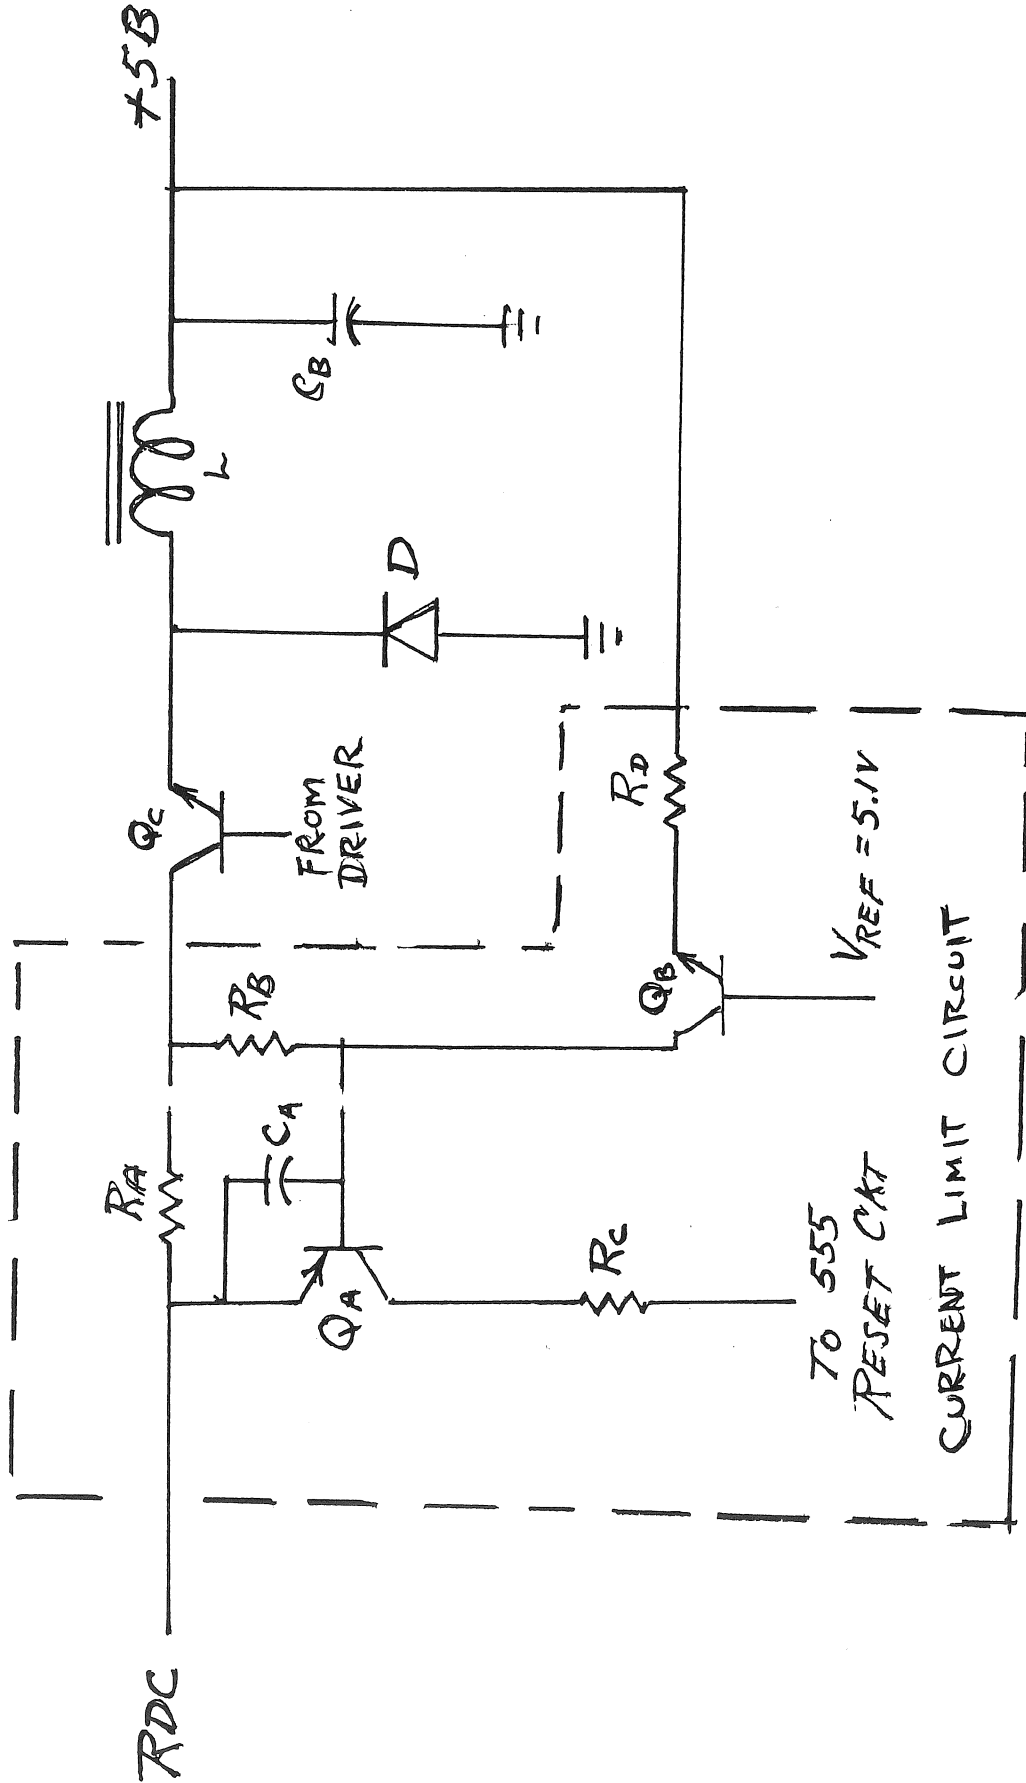 RDC
RA
QC
FROM
DRIVER
L
+5B
RB
CA
D
CB
QA
QB
RD
RC
VREF = 5.1V
TO 555
RESET CKT
CURRENT LIMIT CIRCUIT